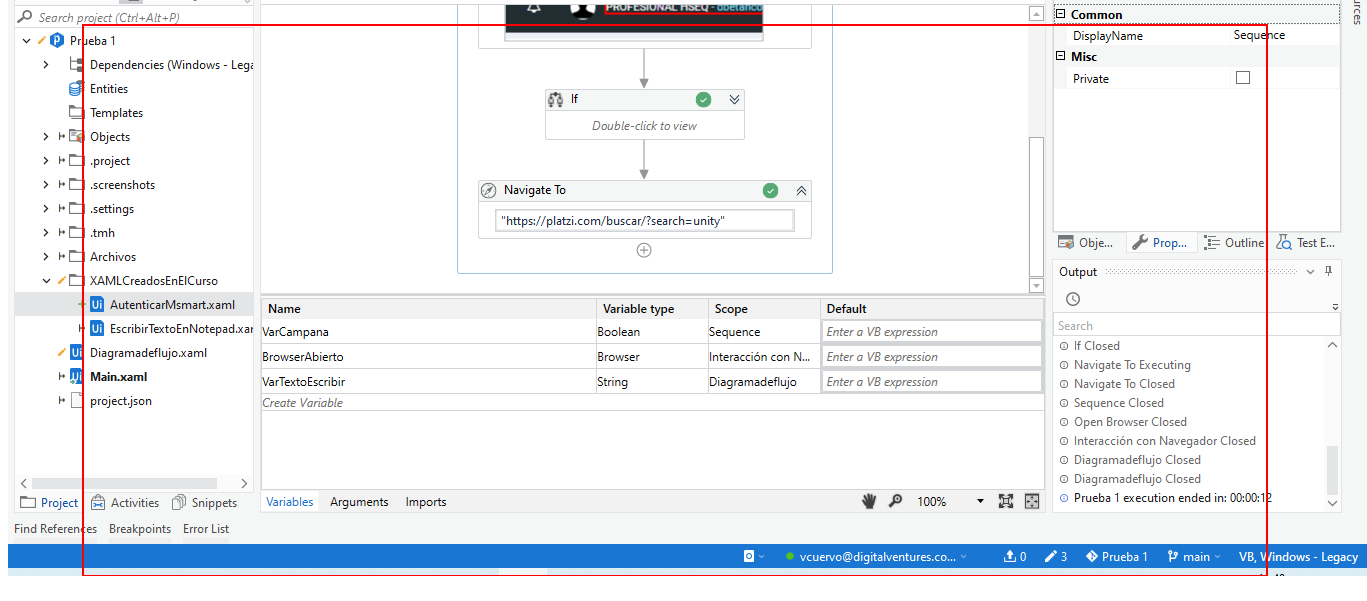 Search project (Ctrl+Alt+P)
Prueba 1
Dependencies (Windows - Lega
Entities
Templates
Objects
.project
.screenshots
.settings
.tmh
Archivos
XAMLCreadosEnElCurso
AutenticarMsmart.xaml
EscribirTextoEnNotepad.xar
Diagramadeflujo.xaml
Main.xaml
project.json
Project
Activities
Snippets
PROFESIONAL HSEQ - dbetanco
If
Double-click to view
Navigate To
"https://platzi.com/buscar/?search=unity"
Name Variable type Scope Default
VarCampana Boolean Sequence Enter a VB expression
BrowserAbierto Browser Interacción con N... Enter a VB expression
VarTextoEscribir String Diagramadeflujo Enter a VB expression
Create Variable
Variables Arguments Imports 100%
Common
DisplayName Sequence
Misc
Private
Obje... Prop... Outline Test E...
Output
Search
If Closed
Navigate To Executing
Navigate To Closed
Sequence Closed
Open Browser Closed
Interacción con Navegador Closed
Diagramadeflujo Closed
Diagramadeflujo Closed
Prueba 1 execution ended in: 00:00:12
Find References Breakpoints Error List
vcuervo@digitalventures.co... 0 3 Prueba 1 main VB, Windows - Legacy